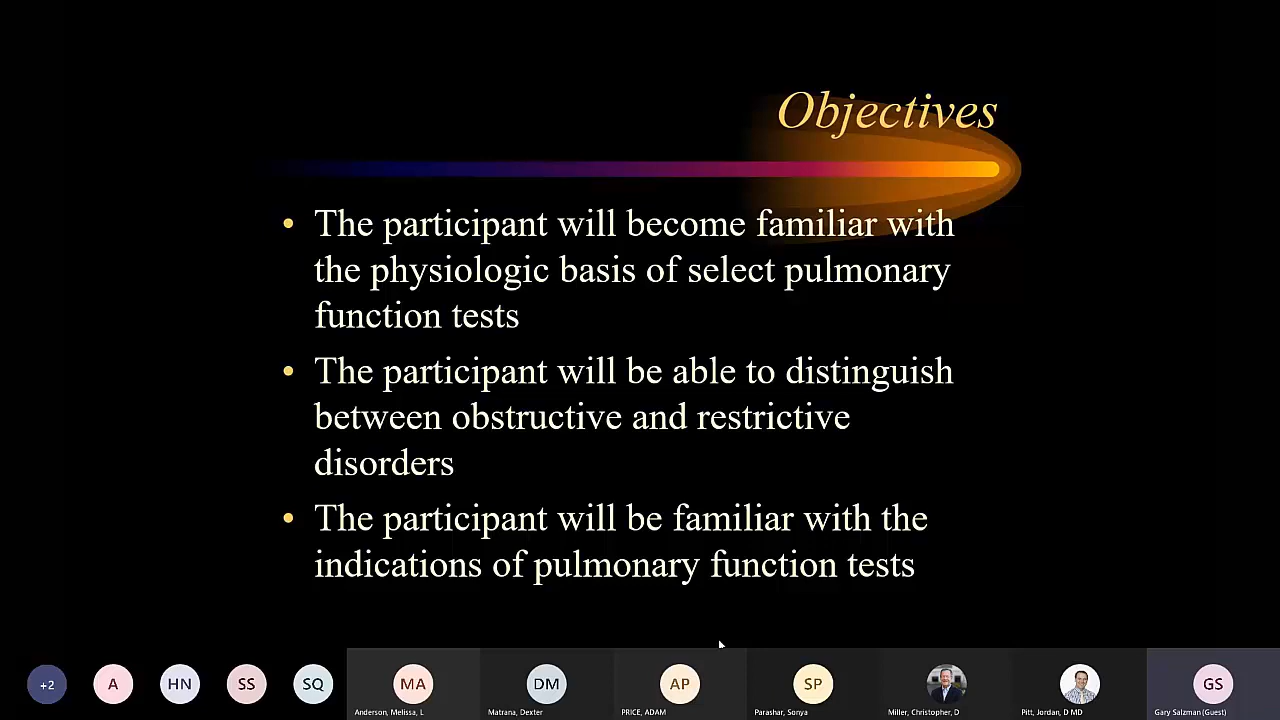 Objectives
• The participant will become familiar with
the physiologic basis of select pulmonary
function tests
• The participant will be able to distinguish
between obstructive and restrictive
disorders
• The participant will be familiar with the
indications of pulmonary function tests
+2
A
HN
SS
SQ
MA
DM
AP
SP
GS
Anderson, Melissa, L
Matrana, Dexter
PRICE, ADAM
Parashar, Sonya
Miller, Christopher, D
Pitt, Jordan, D MD
Gary Salzman (Guest)